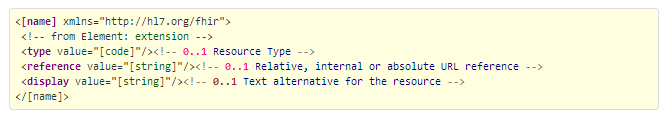 <[name] xmlns="http://hl7.org/fhir">
<!-- from Element: extension -->
<type value="[code]"/><!-- 0..1 Resource Type -->
<reference value="[string]"/><!-- 0..1 Relative, internal or absolute URL reference -->
<display value="[string]"/><!-- 0..1 Text alternative for the resource -->
</[name]>